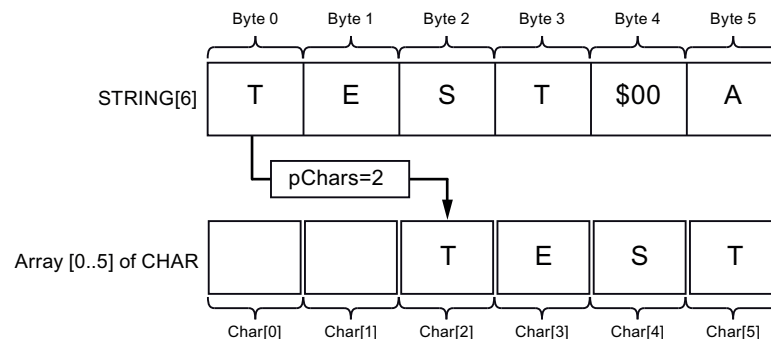 Byte 0 Byte 1 Byte 2 Byte 3 Byte 4 Byte 5
STRING[6] T E S T $00 A
pChars=2
Array [0..5] of CHAR T E S T
Char[0] Char[1] Char[2] Char[3] Char[4] Char[5]